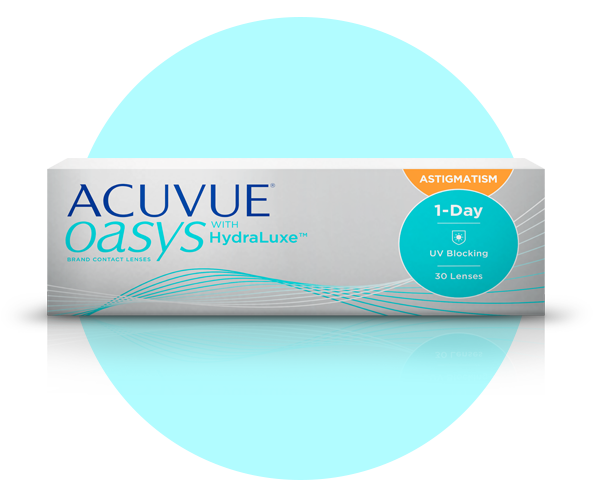 ACUVUE®
oasys WITH HydraLuxe™
BRAND CONTACT LENSES
ASTIGMATISM
1-Day
UV Blocking
30 Lenses